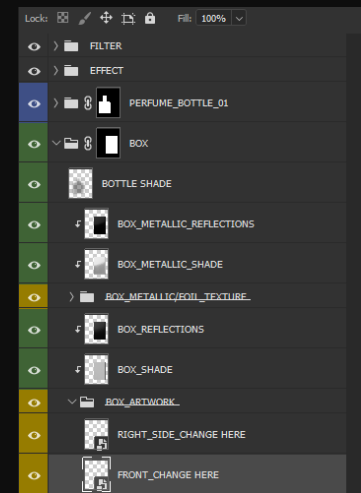 Lock:
Fill: 100%
FILTER
EFFECT
PERFUME_BOTTLE_01
BOX
BOTTLE SHADE
BOX_METALLIC_REFLECTIONS
BOX_METALLIC_SHADE
BOX_METALLIC/FOIL_TEXTURE
BOX_REFLECTIONS
BOX_SHADE
BOX_ARTWORK
RIGHT_SIDE_CHANGE HERE
FRONT_CHANGE HERE